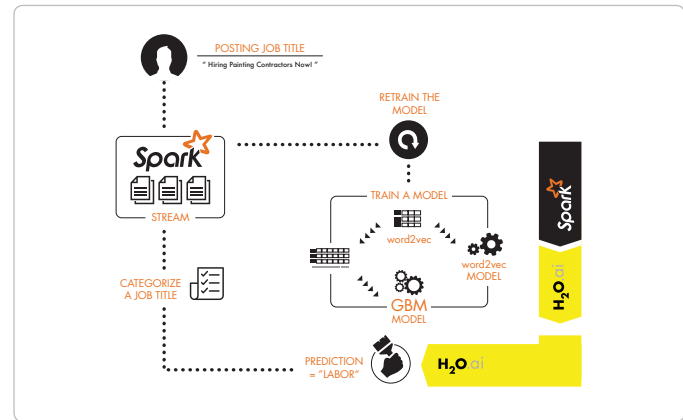 POSTING JOB TITLE
" Hiring Painting Contractors Now! "
RETRAIN THE
MODEL
Spark
STREAM
TRAIN A MODEL
word2vec
word2vec
MODEL
GBM
MODEL
CATEGORIZE
A JOB TITLE
PREDICTION
= "LABOR"
H2O.ai
Spark
H2O.ai